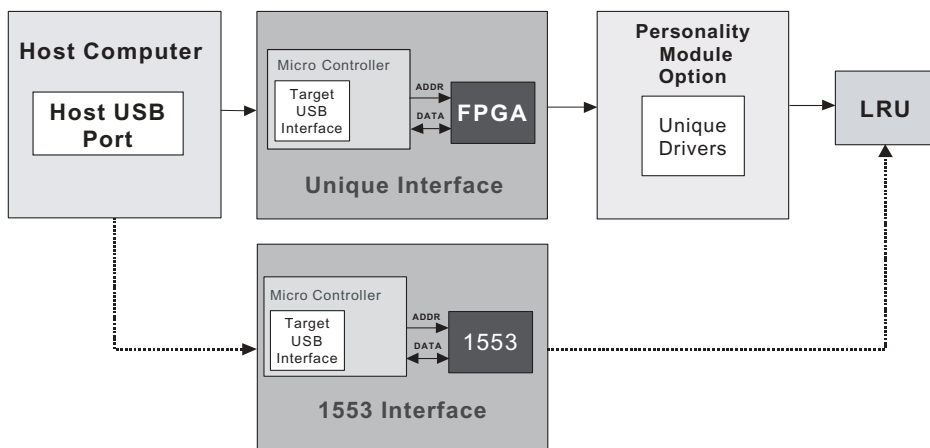 Host Computer
Host USB
Port
Micro Controller
Target
USB
Interface
ADDR
DATA
FPGA
Unique Interface
Personality
Module
Option
Unique
Drivers
LRU
Micro Controller
Target
USB
Interface
ADDR
DATA
1553
1553 Interface